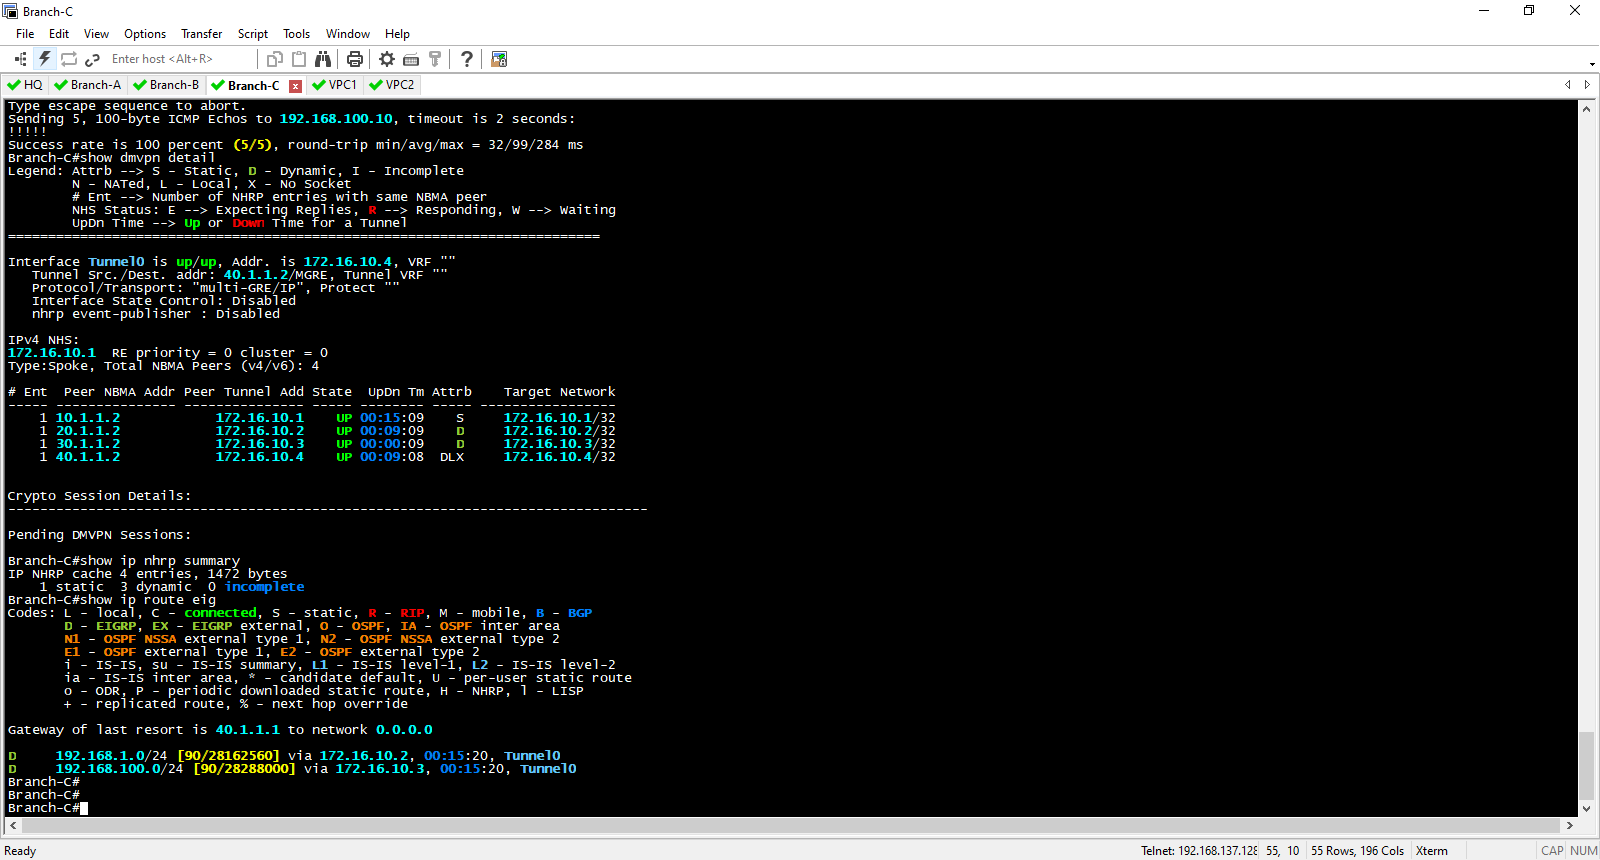 Branch-C
File Edit View Options Transfer Script Tools Window Help
Enter host <Alt+R>
HQ Branch-A Branch-B Branch-C x VPC1 VPC2
Type escape sequence to abort.
Sending 5, 100-byte ICMP Echos to 192.168.100.10, timeout is 2 seconds:
!!!!!
Success rate is 100 percent (5/5), round-trip min/avg/max = 32/99/284 ms
Branch-C#show dmvpn detail
Legend: Attrb --> S - Static, D - Dynamic, I - Incomplete
        N - NATed, L - Local, X - No Socket
        # Ent --> Number of NHRP entries with same NBMA peer
        NHS Status: E --> Expecting Replies, R --> Responding, W --> Waiting
        UpDn Time --> Up or Down Time for a Tunnel
==========================================================================
Interface Tunnel0 is up/up, Addr. is 172.16.10.4, VRF ""
   Tunnel Src./Dest. addr: 40.1.1.2/MGRE, Tunnel VRF ""
   Protocol/Transport: "multi-GRE/IP", Protect ""
   Interface State Control: Disabled
   nhrp event-publisher : Disabled
IPv4 NHS:
172.16.10.1  RE priority = 0 cluster = 0
Type:Spoke, Total NBMA Peers (v4/v6): 4
# Ent  Peer NBMA Addr Peer Tunnel Add State  UpDn Tm Attrb    Target Network
----- --------------- --------------- ----- -------- ----- -----------------
    1 10.1.1.2            172.16.10.1    UP 00:15:09    S     172.16.10.1/32
    1 20.1.1.2            172.16.10.2    UP 00:09:09    D     172.16.10.2/32
    1 30.1.1.2            172.16.10.3    UP 00:00:09    D     172.16.10.3/32
    1 40.1.1.2            172.16.10.4    UP 00:09:08  DLX     172.16.10.4/32
Crypto Session Details:
--------------------------------------------------------------------------------
Pending DMVPN Sessions:
Branch-C#show ip nhrp summary
IP NHRP cache 4 entries, 1472 bytes
    1 static  3 dynamic  0 incomplete
Branch-C#show ip route eig
Codes: L - local, C - connected, S - static, R - RIP, M - mobile, B - BGP
       D - EIGRP, EX - EIGRP external, O - OSPF, IA - OSPF inter area
       N1 - OSPF NSSA external type 1, N2 - OSPF NSSA external type 2
       E1 - OSPF external type 1, E2 - OSPF external type 2
       i - IS-IS, su - IS-IS summary, L1 - IS-IS level-1, L2 - IS-IS level-2
       ia - IS-IS inter area, * - candidate default, U - per-user static route
       o - ODR, P - periodic downloaded static route, H - NHRP, l - LISP
       + - replicated route, % - next hop override
Gateway of last resort is 40.1.1.1 to network 0.0.0.0
D     192.168.1.0/24 [90/28162560] via 172.16.10.2, 00:15:20, Tunnel0
D     192.168.100.0/24 [90/28288000] via 172.16.10.3, 00:15:20, Tunnel0
Branch-C#
Branch-C#
Branch-C#
Ready Telnet: 192.168.137.128 55, 10 55 Rows, 196 Cols Xterm CAP NUM